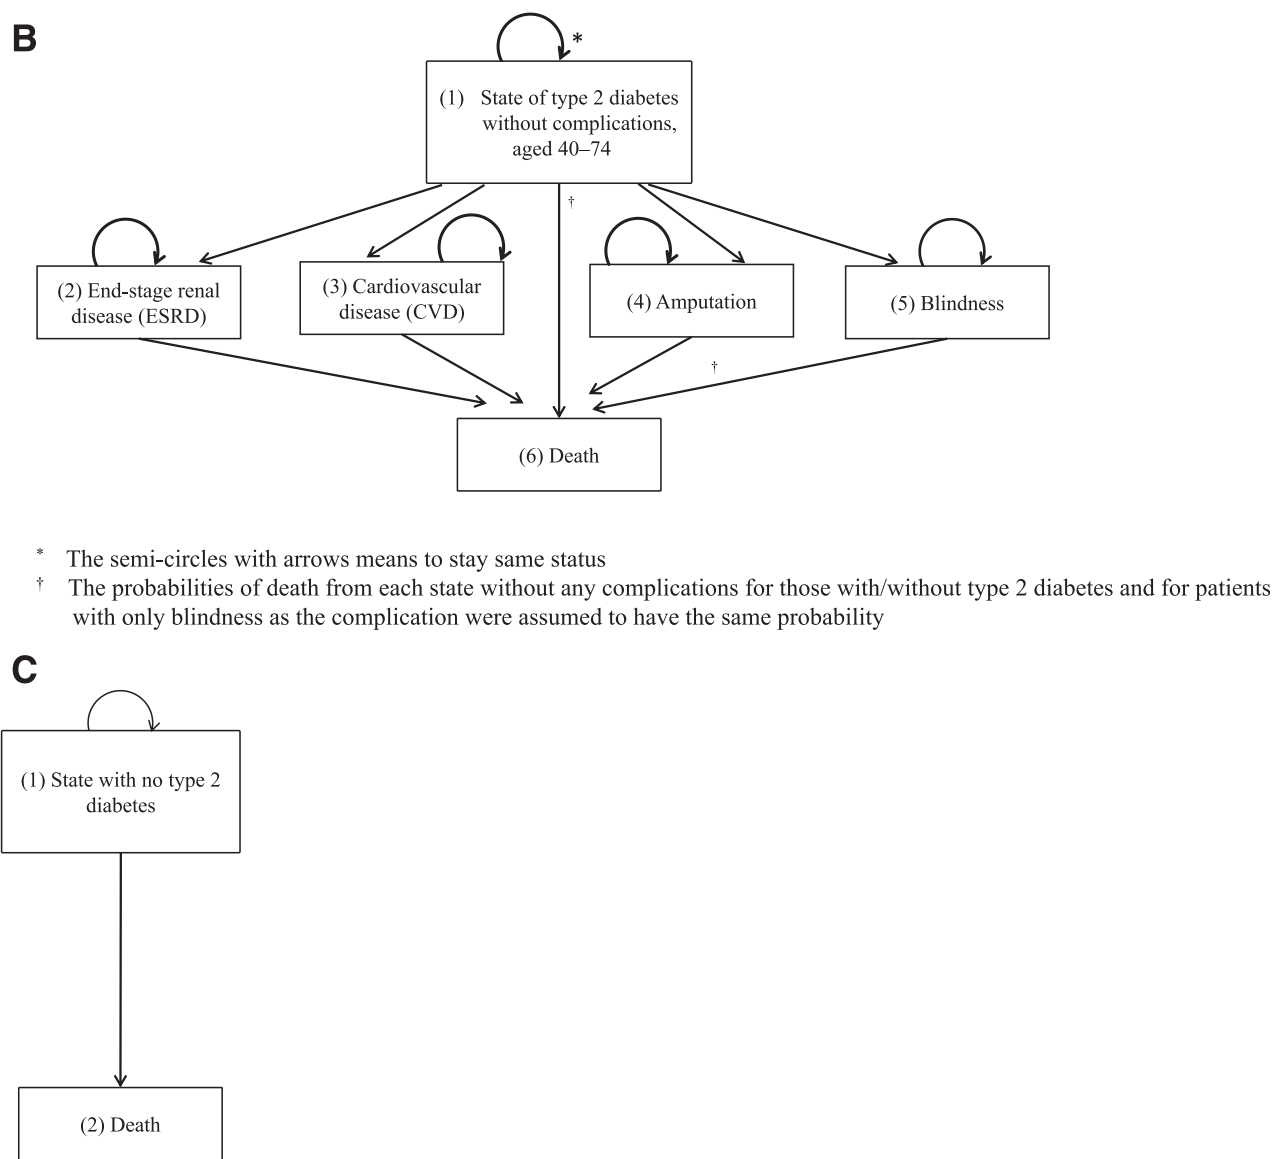 B
*
(1) State of type 2 diabetes
without complications,
aged 40–74
†
(2) End-stage renal
disease (ESRD)
(3) Cardiovascular
disease (CVD)
(4) Amputation
(5) Blindness
†
(6) Death
* The semi-circles with arrows means to stay same status
† The probabilities of death from each state without any complications for those with/without type 2 diabetes and for patients
with only blindness as the complication were assumed to have the same probability
C
(1) State with no type 2
diabetes
(2) Death